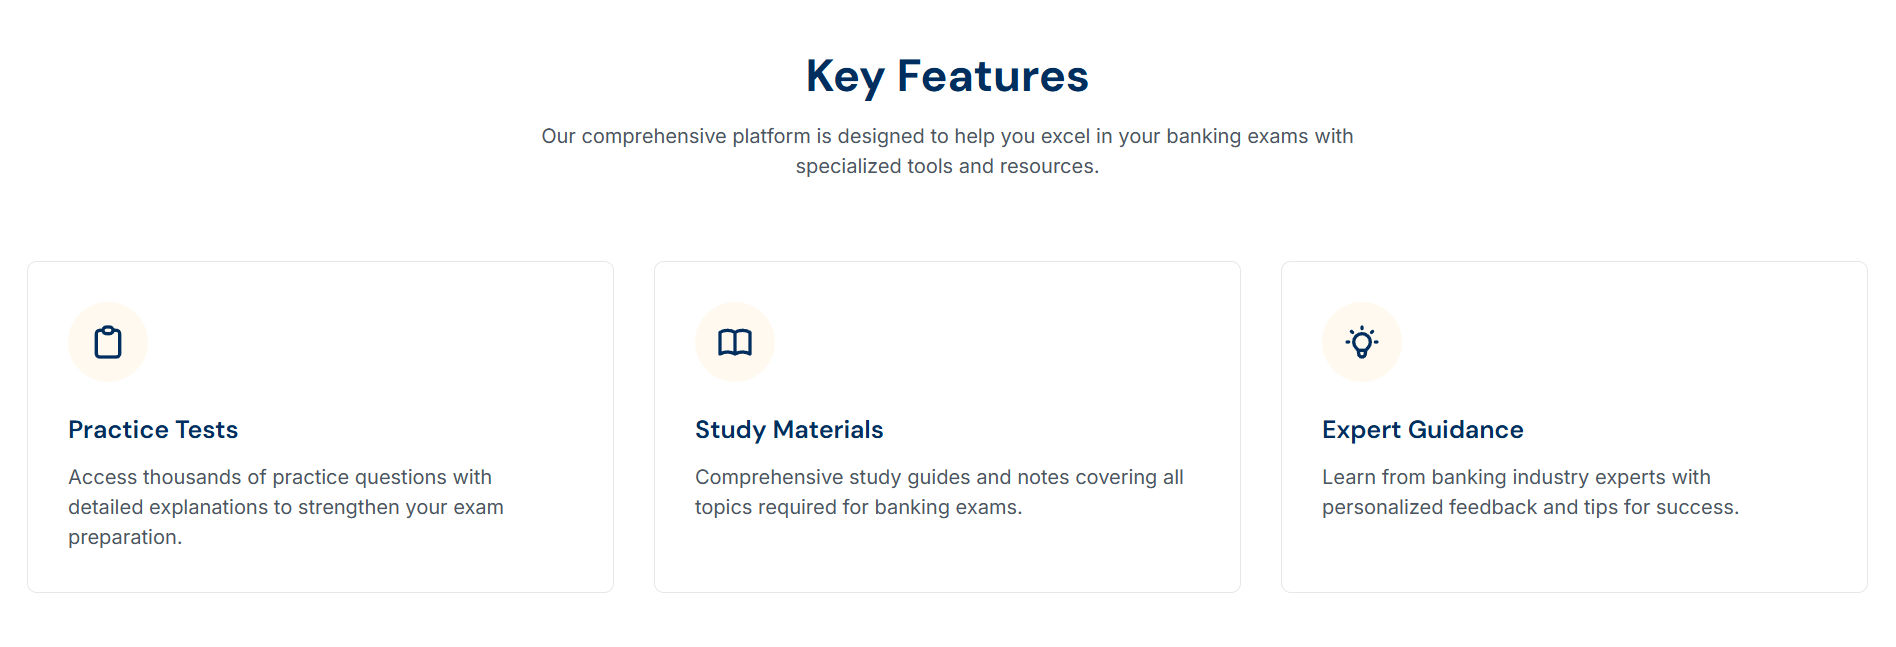 Key Features
Our comprehensive platform is designed to help you excel in your banking exams with
specialized tools and resources.
Practice Tests
Access thousands of practice questions with
detailed explanations to strengthen your exam
preparation.
Study Materials
Comprehensive study guides and notes covering all
topics required for banking exams.
Expert Guidance
Learn from banking industry experts with
personalized feedback and tips for success.